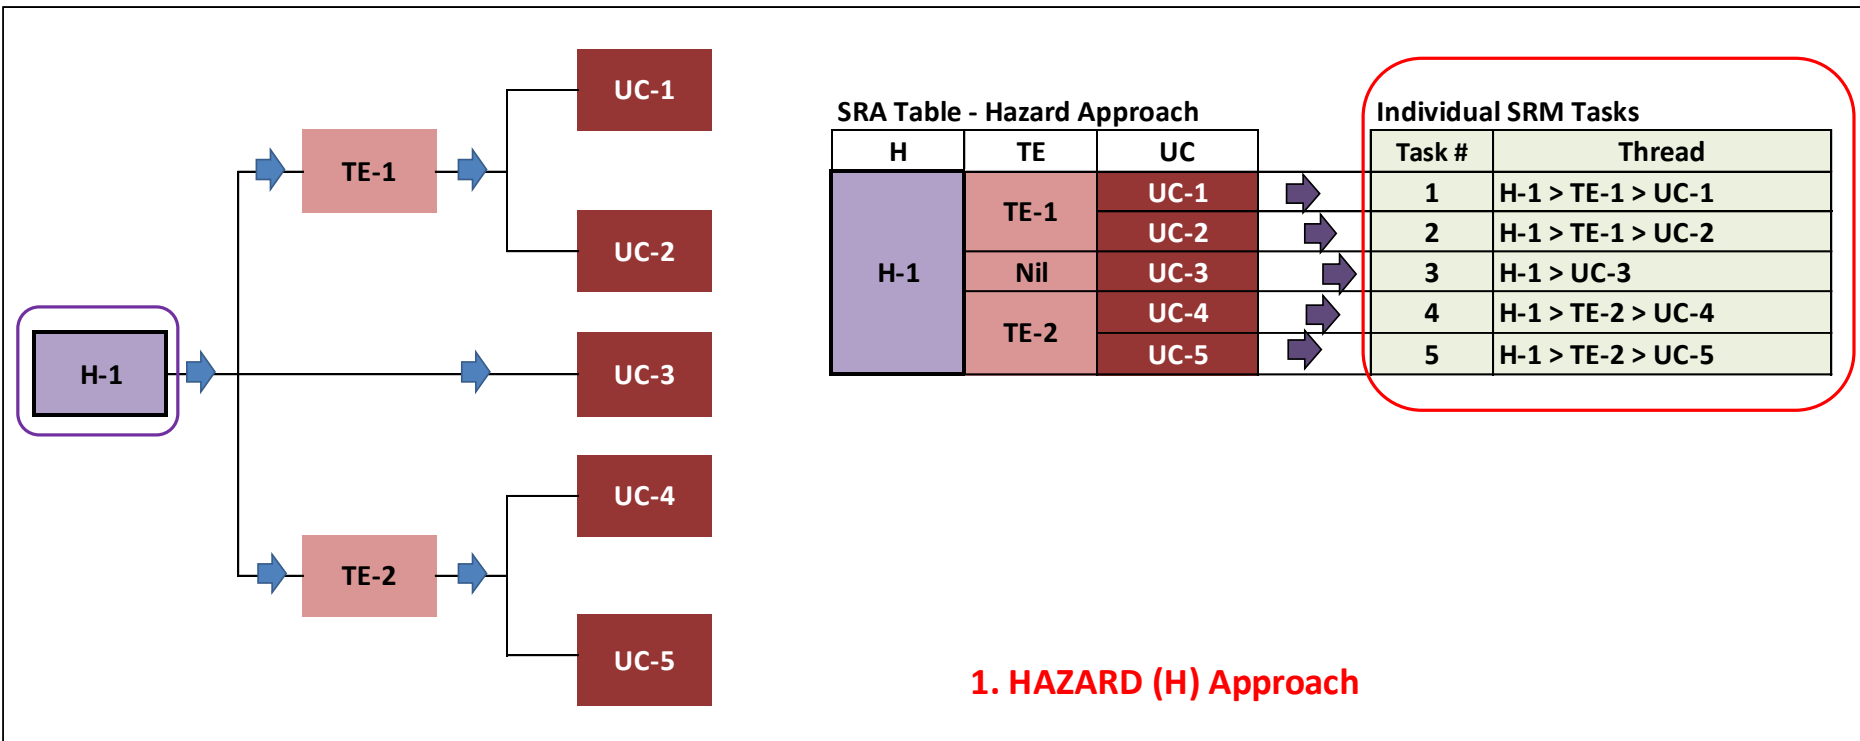 UC-1
TE-1
UC-2
H-1
UC-3
UC-4
TE-2
UC-5
SRA Table - Hazard Approach
H TE UC
H-1 TE-1 UC-1
UC-2
Nil UC-3
TE-2 UC-4
UC-5
Individual SRM Tasks
Task # Thread
1 H-1 > TE-1 > UC-1
2 H-1 > TE-1 > UC-2
3 H-1 > UC-3
4 H-1 > TE-2 > UC-4
5 H-1 > TE-2 > UC-5
1. HAZARD (H) Approach